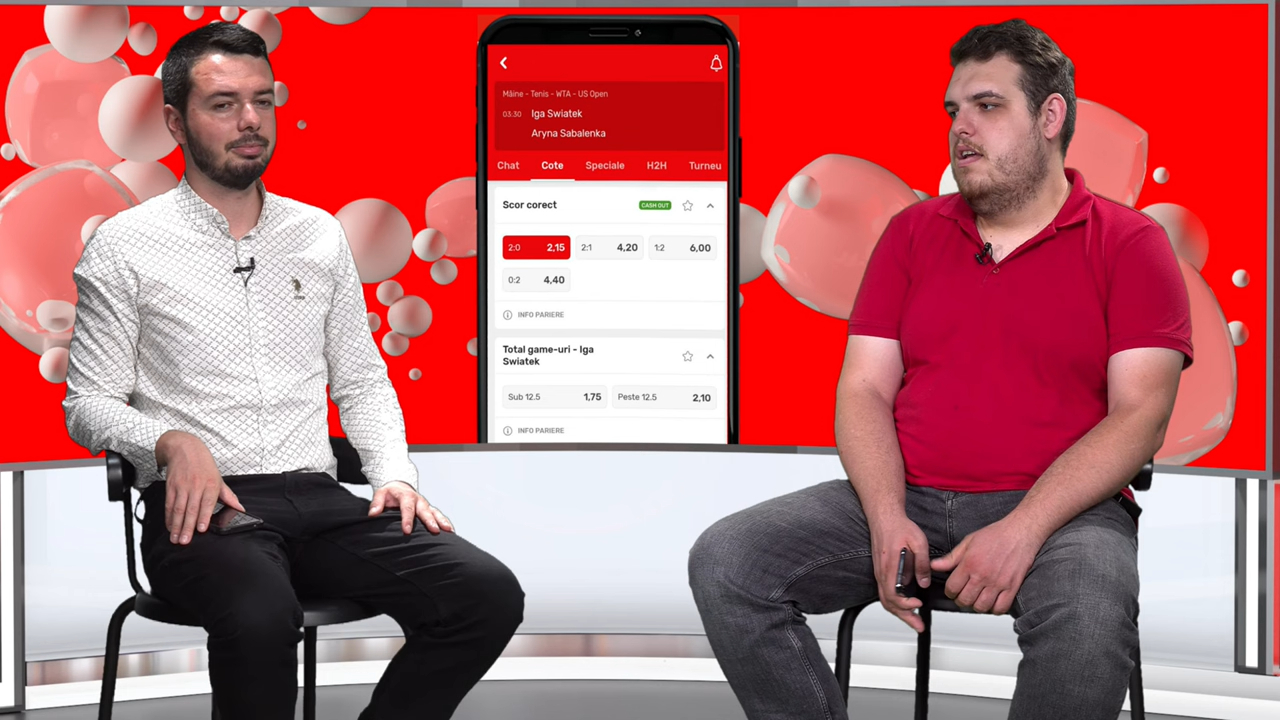 Mâine - Tenis - WTA - US Open
03.30 Iga Swiatek
Aryna Sabalenka
Chat Cote Speciale H2H Turneu
Scor corect CASH OUT
2:0 2,15 2:1 4,20 1:2 6,00
0:2 4,40
INFO PARIERE
Total game-uri - Iga
Swiatek
Sub 12.5 1,75 Peste 12.5 2,10
INFO PARIERE